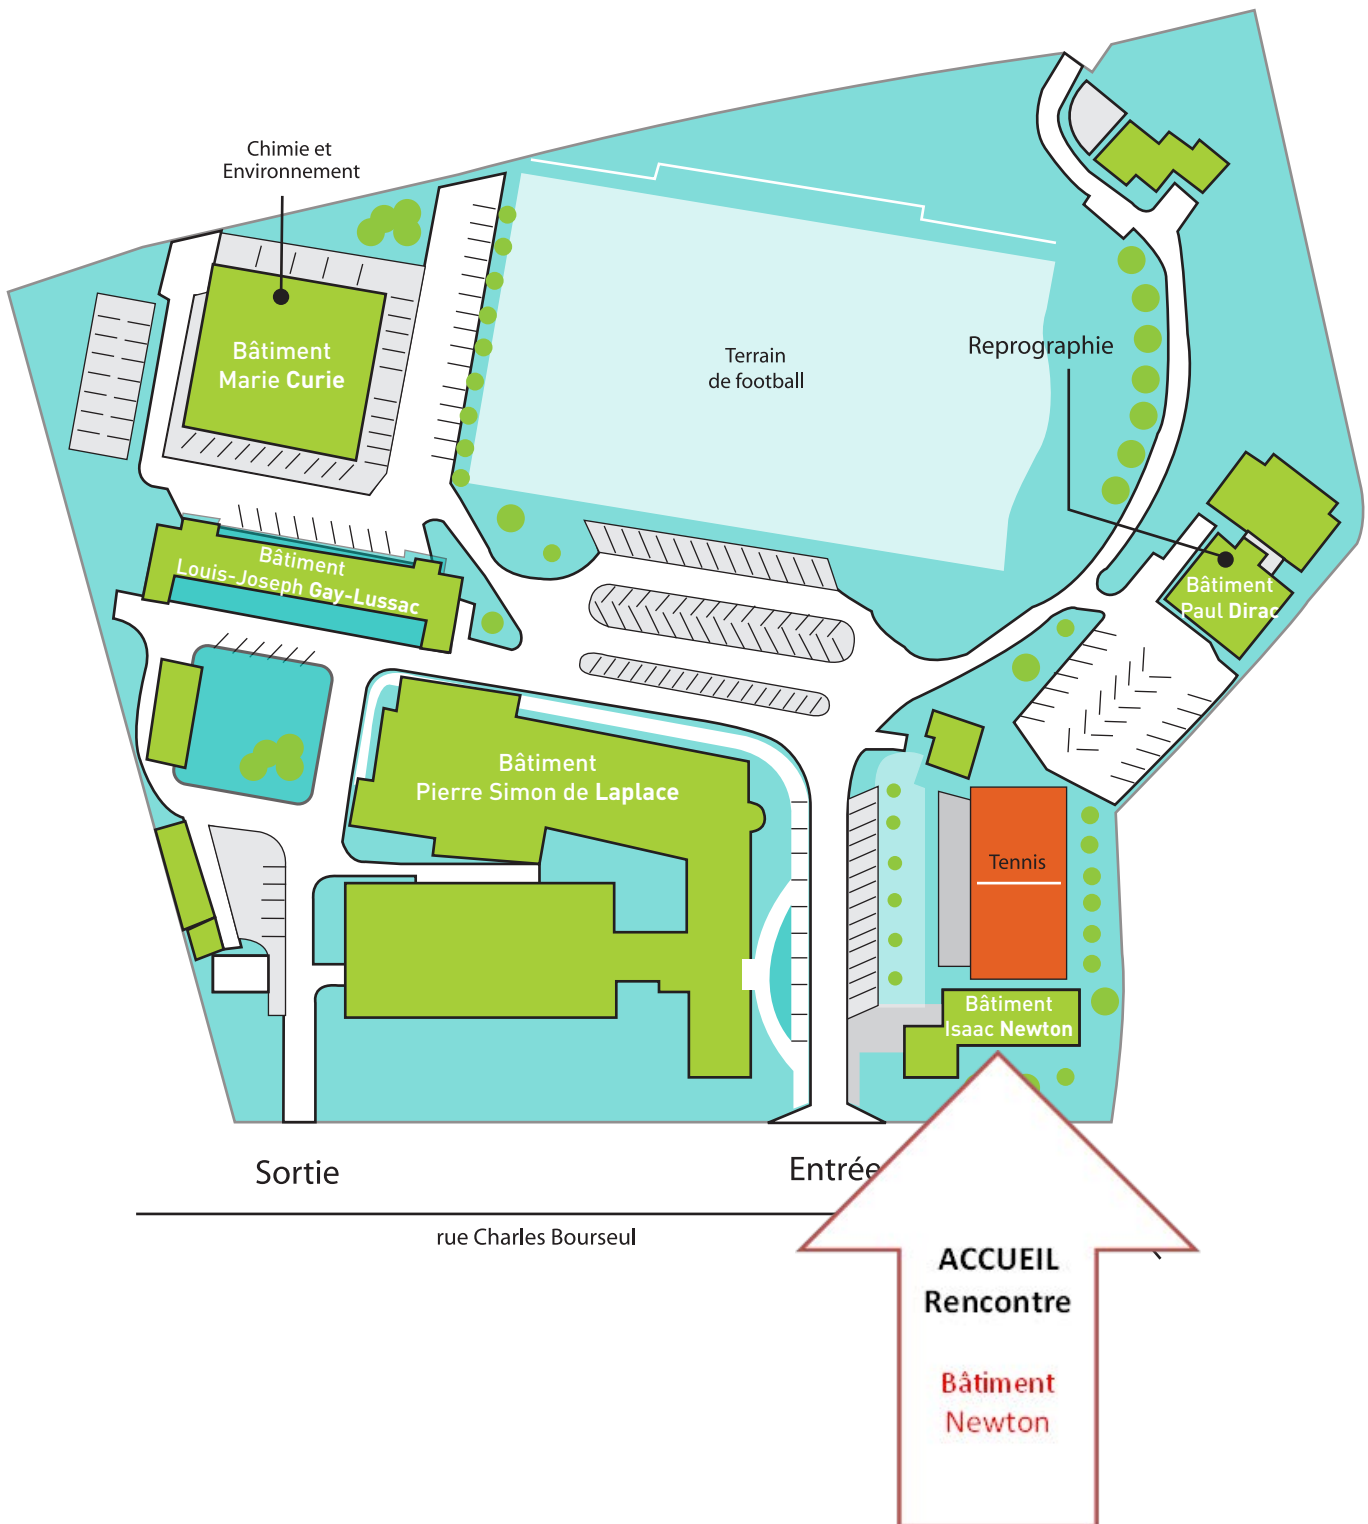 Chimie et
Environnement
Bâtiment
Marie Curie
Terrain
de football
Reprographie
Bâtiment
Louis-Joseph Gay-Lussac
Bâtiment
Paul Dirac
Bâtiment
Pierre Simon de Laplace
Tennis
Bâtiment
Isaac Newton
Sortie
Entrée
rue Charles Bourseul
ACCUEIL
Rencontre
Bâtiment
Newton